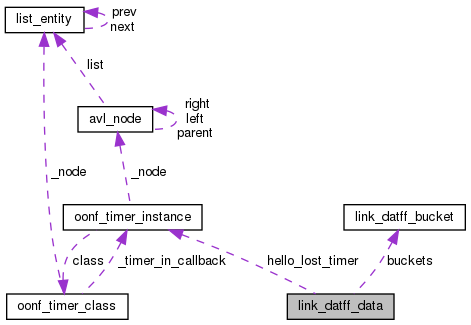 list_entity
prev
next
list
avl_node
right
left
parent
_node
_node
oonf_timer_instance
link_datff_bucket
class
_timer_in_callback
hello_lost_timer
buckets
oonf_timer_class
link_datff_data